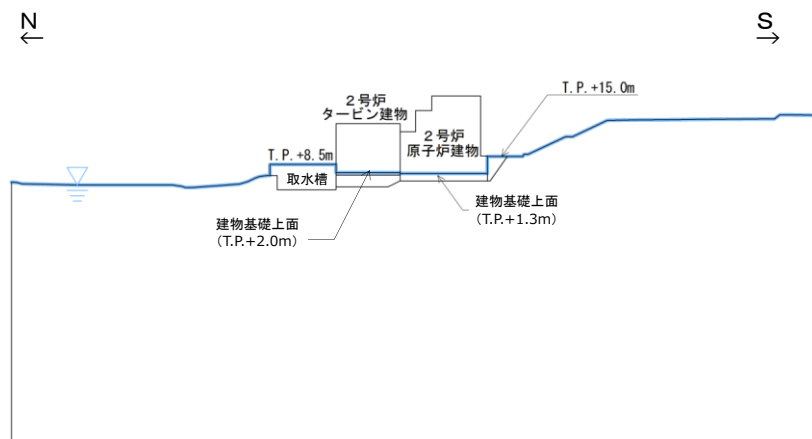 N
S
T.P.+15.0m
２号炉
タービン建物
２号炉
原子炉建物
T.P.+8.5m
取水槽
建物基礎上面
（T.P.+2.0m）
建物基礎上面
（T.P.+1.3m）